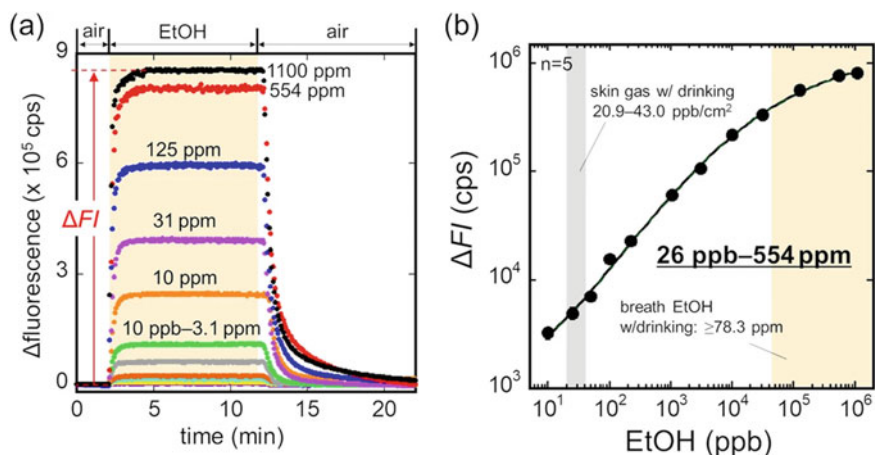 (a)
air EtOH air
9
6
3
0
Δfluorescence (x 10⁵ cps)
ΔFI
1100 ppm
554 ppm
125 ppm
31 ppm
10 ppm
10 ppb–3.1 ppm
0 5 10 15 20
time (min)
(b)
10⁶
10⁵
10⁴
10³
ΔFI (cps)
n=5
skin gas w/ drinking
20.9–43.0 ppb/cm²
26 ppb–554 ppm
breath EtOH
w/drinking: ≥78.3 ppm
10¹ 10² 10³ 10⁴ 10⁵ 10⁶
EtOH (ppb)